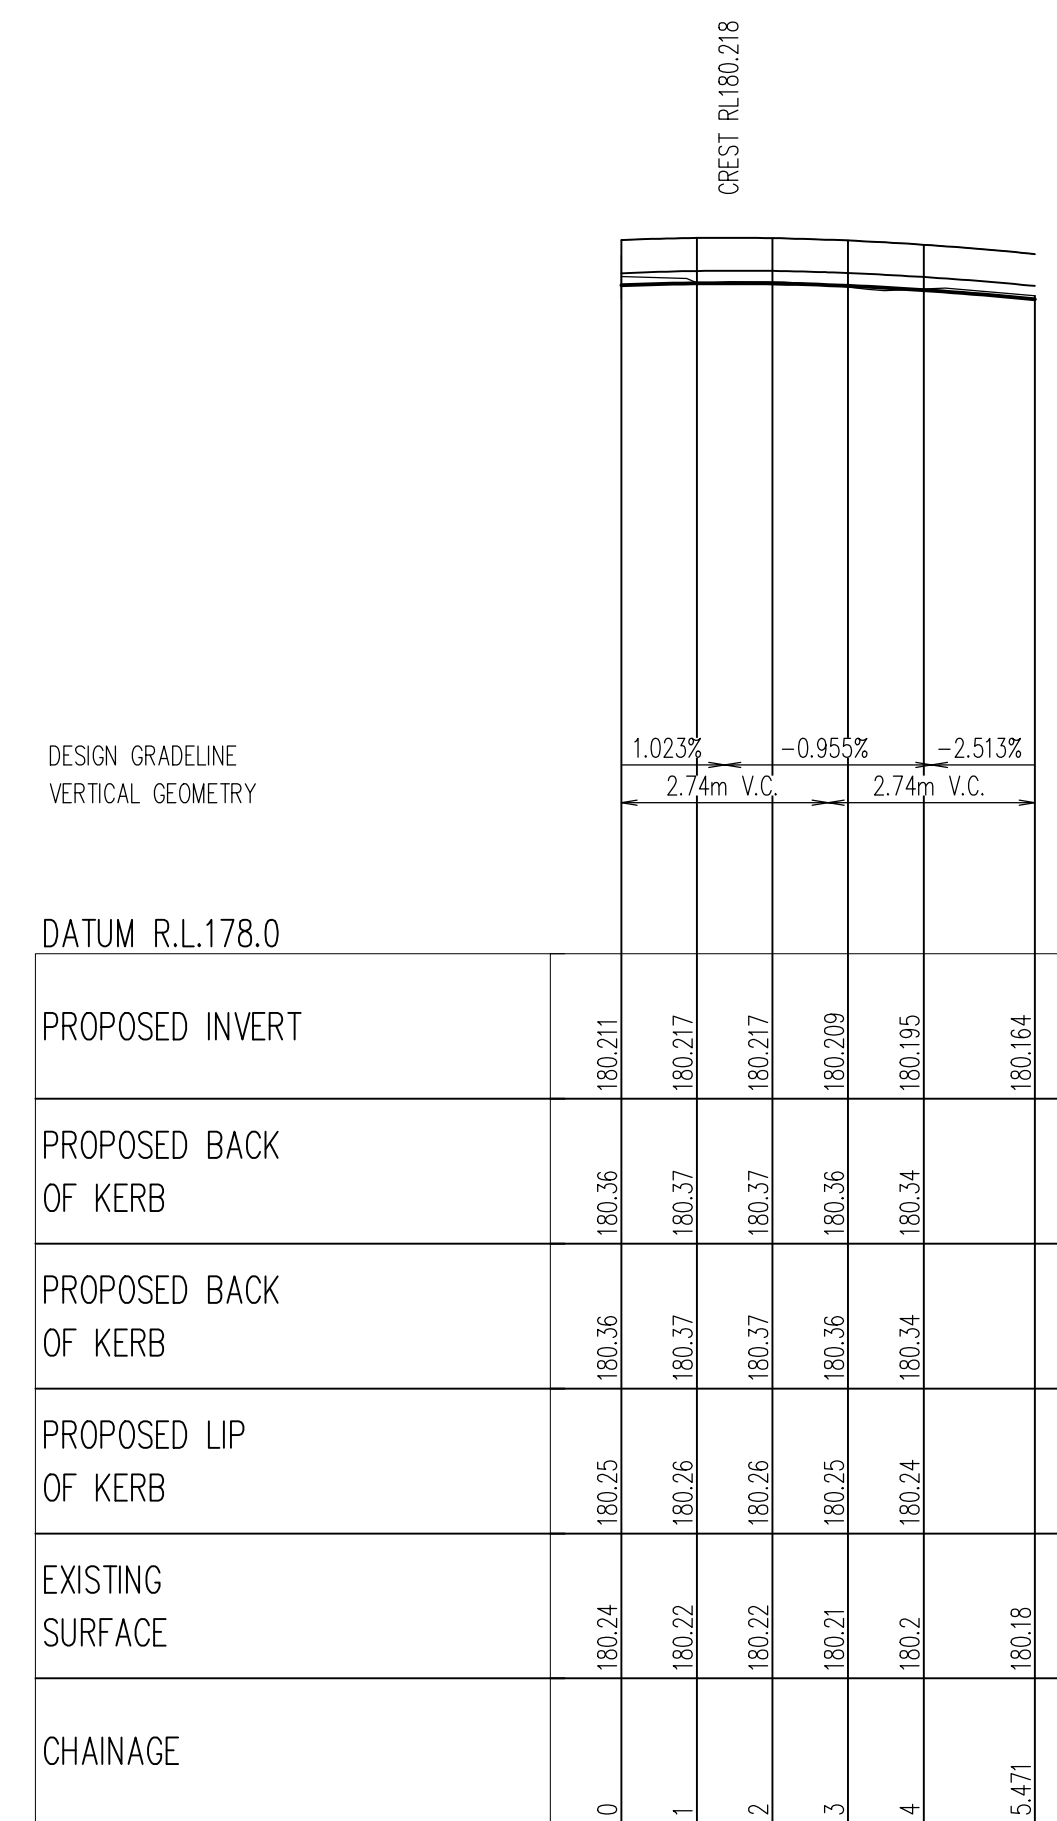 CREST RL180.218
DESIGN GRADELINE
1.023% -0.955% -2.513%
VERTICAL GEOMETRY
2.74m V.C. 2.74m V.C.
DATUM R.L.178.0
PROPOSED INVERT
180.211 180.217 180.217 180.209 180.195 180.164
PROPOSED BACK
OF KERB
180.36 180.37 180.37 180.36 180.34
PROPOSED BACK
OF KERB
180.36 180.37 180.37 180.36 180.34
PROPOSED LIP
OF KERB
180.25 180.26 180.26 180.25 180.24
EXISTING
SURFACE
180.24 180.22 180.22 180.21 180.2 180.18
CHAINAGE
0 1 2 3 4 5.471